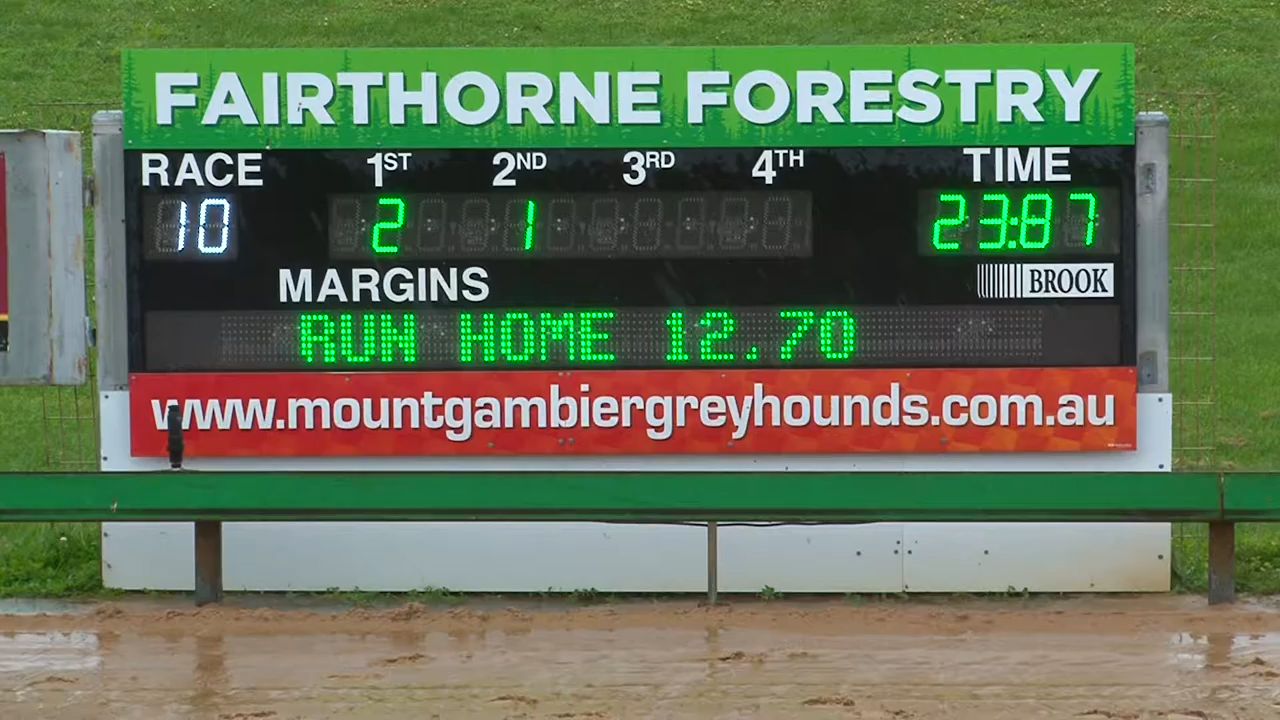 FAIRTHORNE FORESTRY
RACE 1ST 2ND 3RD 4TH TIME
10 2 1 23:87
MARGINS BROOK
RUN HOME 12.70
www.mountgambiergreyhounds.com.au